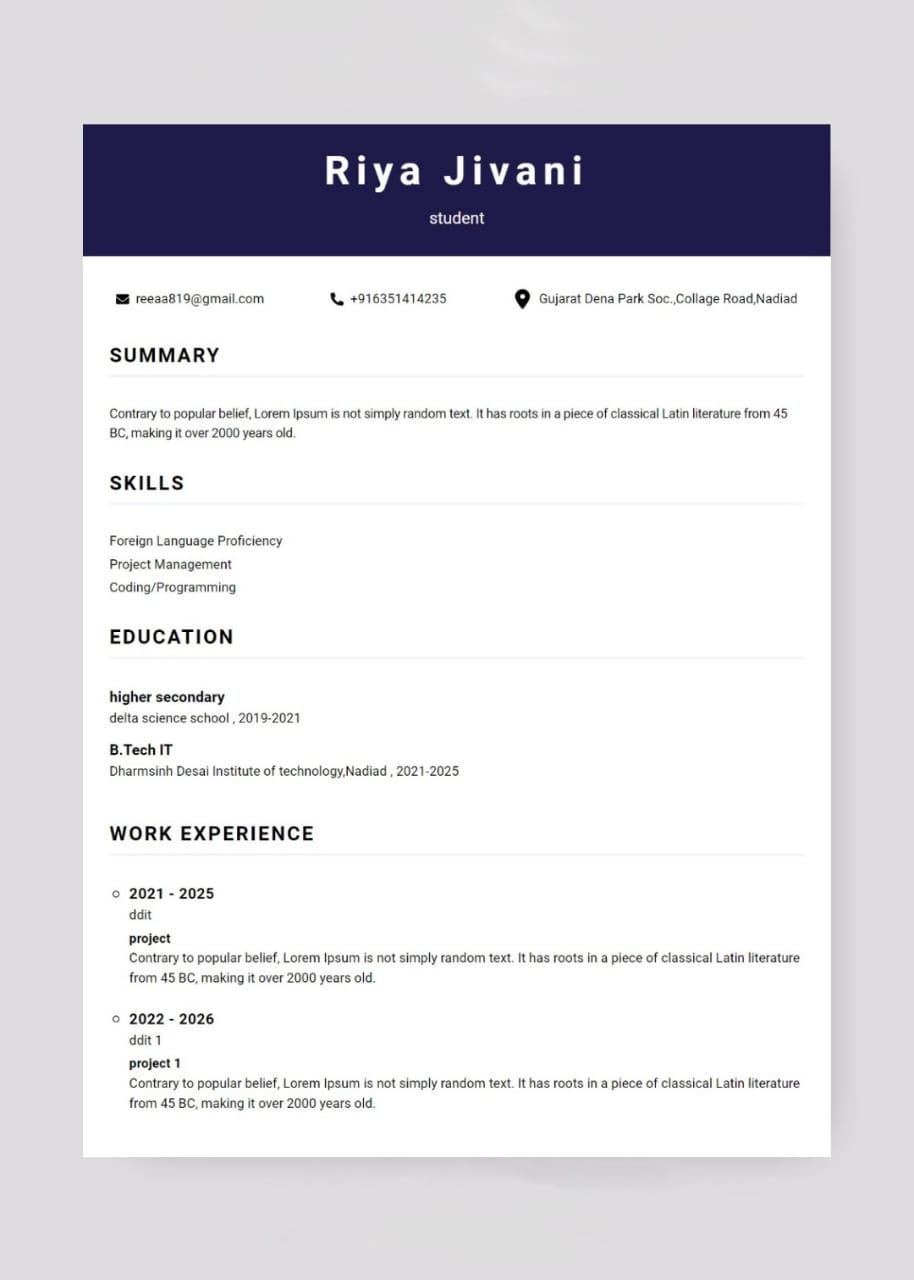 Riya Jivani
student
reeaa819@gmail.com +916351414235 Gujarat Dena Park Soc.,Collage Road,Nadiad
SUMMARY
Contrary to popular belief, Lorem Ipsum is not simply random text. It has roots in a piece of classical Latin literature from 45
BC, making it over 2000 years old.
SKILLS
Foreign Language Proficiency
Project Management
Coding/Programming
EDUCATION
higher secondary
delta science school , 2019-2021
B.Tech IT
Dharmsinh Desai Institute of technology,Nadiad , 2021-2025
WORK EXPERIENCE
2021 - 2025
ddit
project
Contrary to popular belief, Lorem Ipsum is not simply random text. It has roots in a piece of classical Latin literature
from 45 BC, making it over 2000 years old.
2022 - 2026
ddit 1
project 1
Contrary to popular belief, Lorem Ipsum is not simply random text. It has roots in a piece of classical Latin literature
from 45 BC, making it over 2000 years old.